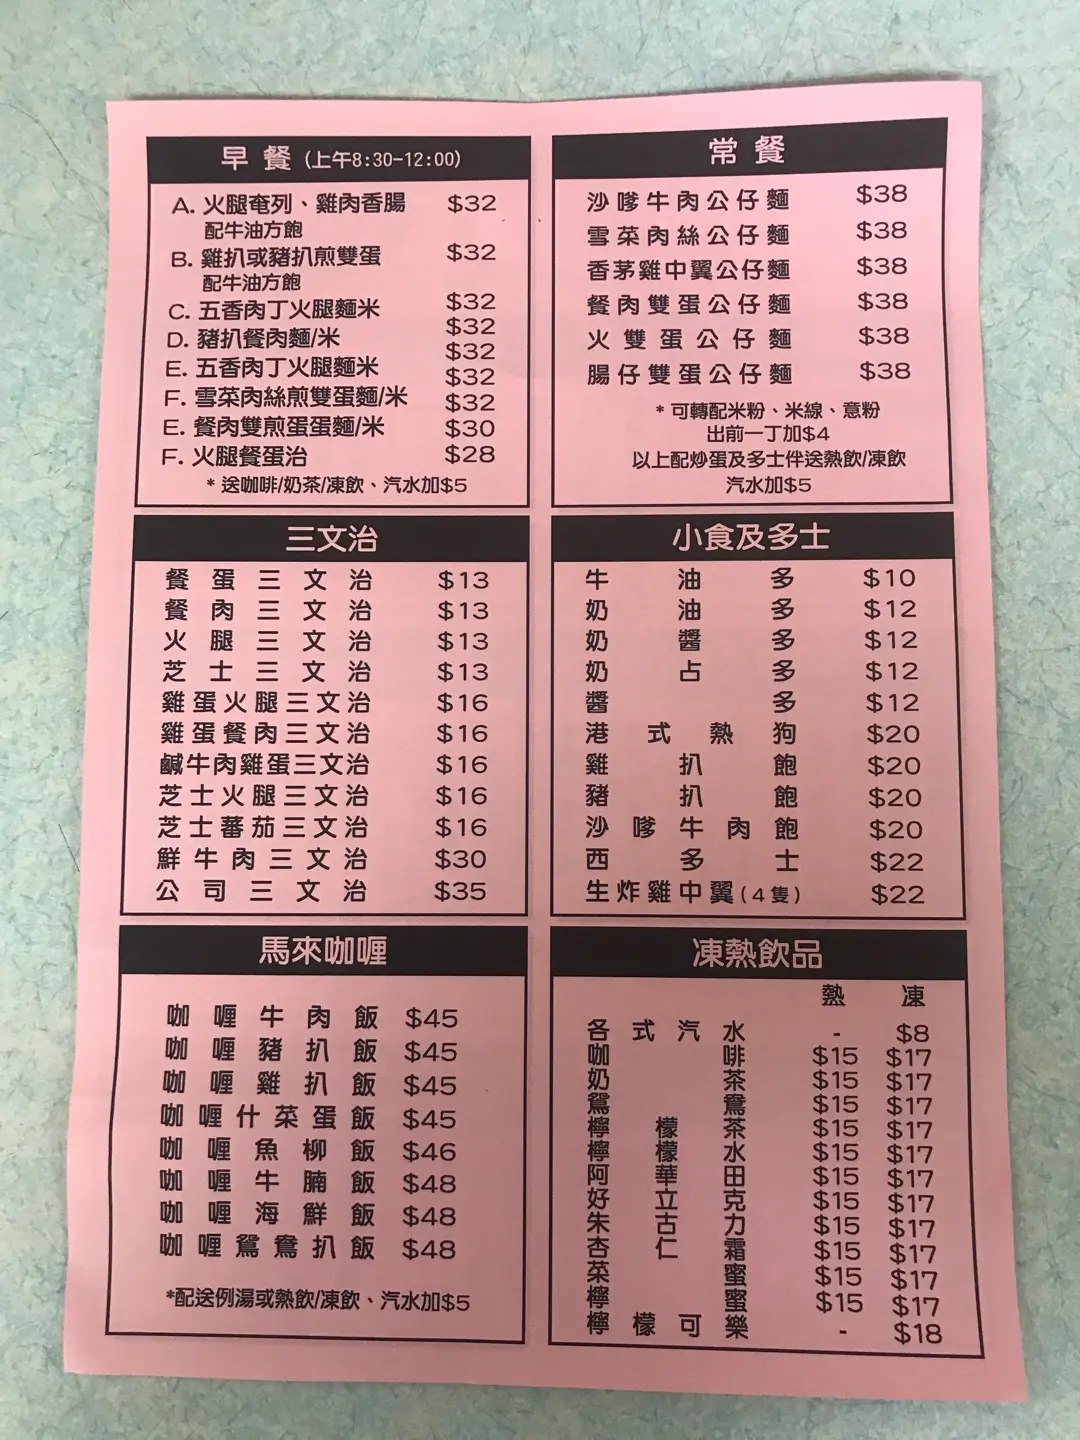 早餐 (上午8:30-12:00)
A. 火腿奄列、雞肉香腸 $32
配牛油方飽
B. 雞扒或豬扒煎雙蛋 $32
配牛油方飽
C. 五香肉丁火腿麵米 $32
D. 豬扒餐肉麵/米 $32
E. 五香肉丁火腿麵米 $32
F. 雪菜肉絲煎雙蛋麵/米 $32
E. 餐肉雙煎蛋蛋麵/米 $32
F. 火腿餐蛋治 $30
$28
* 送咖啡/奶茶/凍飲、汽水加$5
常餐
沙嗲牛肉公仔麵 $38
雪菜肉絲公仔麵 $38
香茅雞中翼公仔麵 $38
餐肉雙蛋公仔麵 $38
火雙蛋公仔麵 $38
腸仔雙蛋公仔麵 $38
* 可轉配米粉、米線、意粉
出前一丁加$4
以上配炒蛋及多士伴送熱飲/凍飲
汽水加$5
三文治
餐蛋三文治 $13
餐肉三文治 $13
火腿三文治 $13
芝士三文治 $13
雞蛋火腿三文治 $16
雞蛋餐肉三文治 $16
鹹牛肉雞蛋三文治 $16
芝士火腿三文治 $16
芝士蕃茄三文治 $16
鮮牛肉三文治 $30
公司三文治 $35
小食及多士
牛油多 $10
奶油多 $12
奶醬多 $12
奶占多 $12
醬多 $12
港式熱狗 $20
雞扒飽 $20
豬扒飽 $20
沙嗲牛肉飽 $20
西多士 $22
生炸雞中翼(4隻) $22
馬來咖喱
咖喱牛肉飯 $45
咖喱豬扒飯 $45
咖喱雞扒飯 $45
咖喱什菜蛋飯 $45
咖喱魚柳飯 $46
咖喱牛腩飯 $48
咖喱海鮮飯 $48
咖喱鴛鴦扒飯 $48
*配送例湯或熱飲/凍飲、汽水加$5
凍熱飲品
熱 凍
各式汽水 - $8
咖啡 $15 $17
奶茶 $15 $17
鴛鴦 $15 $17
檸檬茶 $15 $17
檸檬水 $15 $17
阿華田 $15 $17
好立克 $15 $17
朱古力 $15 $17
杏仁霜 $15 $17
菜蜜 $15 $17
檸蜜 $15 $17
檸檬可樂 - $18